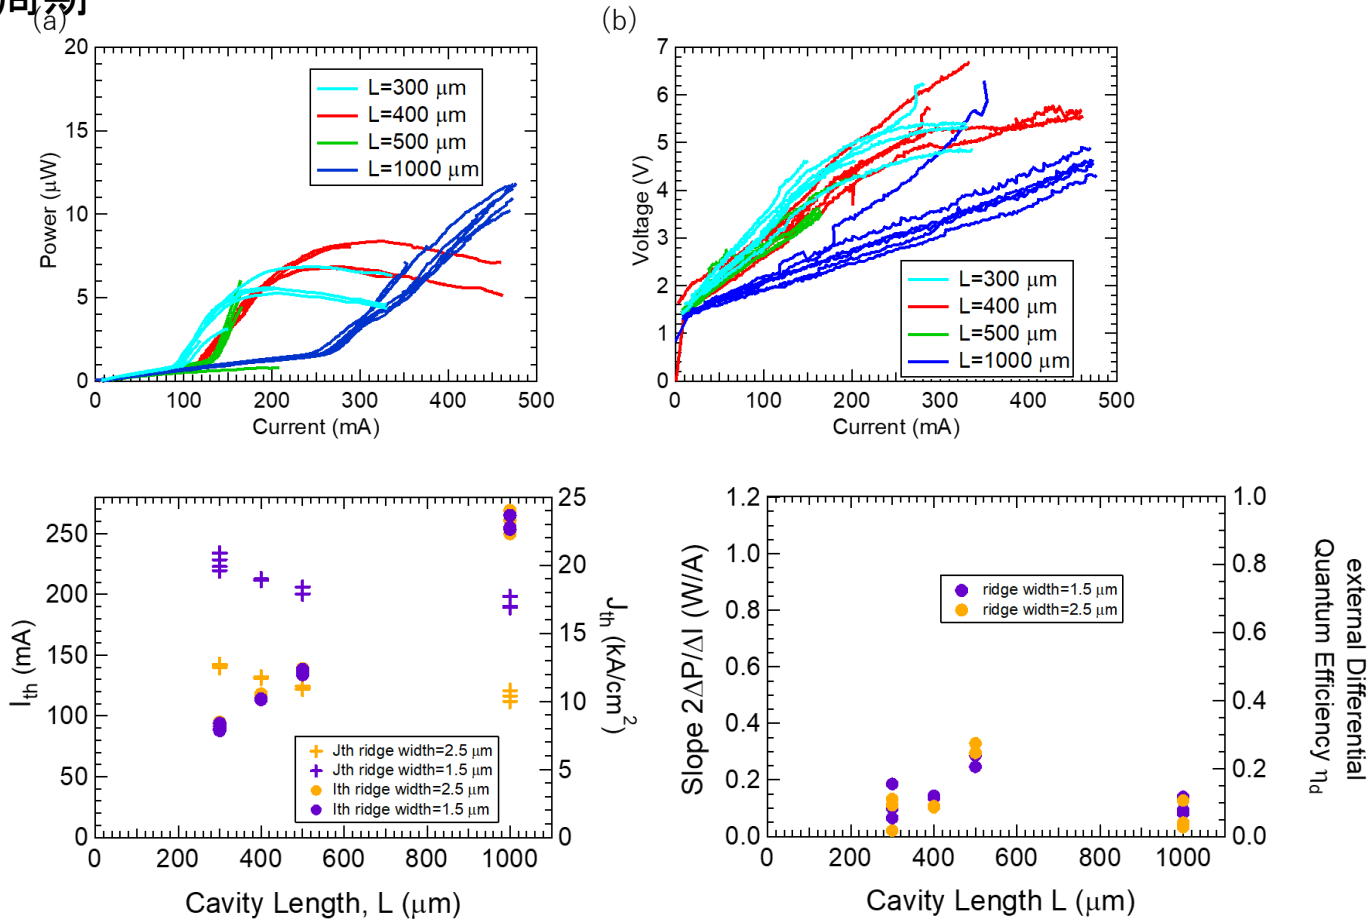 周期
(a)
(b)
20
15
10
5
0
Power (μW)
0 100 200 300 400 500
Current (mA)
L=300 μm
L=400 μm
L=500 μm
L=1000 μm
7
6
5
4
3
2
1
0
Voltage (V)
0 100 200 300 400 500
Current (mA)
L=300 μm
L=400 μm
L=500 μm
L=1000 μm
250
200
150
100
50
0
Ith (mA)
25
20
15
10
5
0
Jth (kA/cm2)
Jth ridge width=2.5 μm
Jth ridge width=1.5 μm
Ith ridge width=2.5 μm
Ith ridge width=1.5 μm
0 200 400 600 800 1000
Cavity Length, L (μm)
1.2
1.0
0.8
0.6
0.4
0.2
0.0
Slope 2ΔP/ΔI (W/A)
ridge width=1.5 μm
ridge width=2.5 μm
1.0
0.8
0.6
0.4
0.2
0.0
external Differential
Quantum Efficiency ηd
0 200 400 600 800 1000
Cavity Length L (μm)